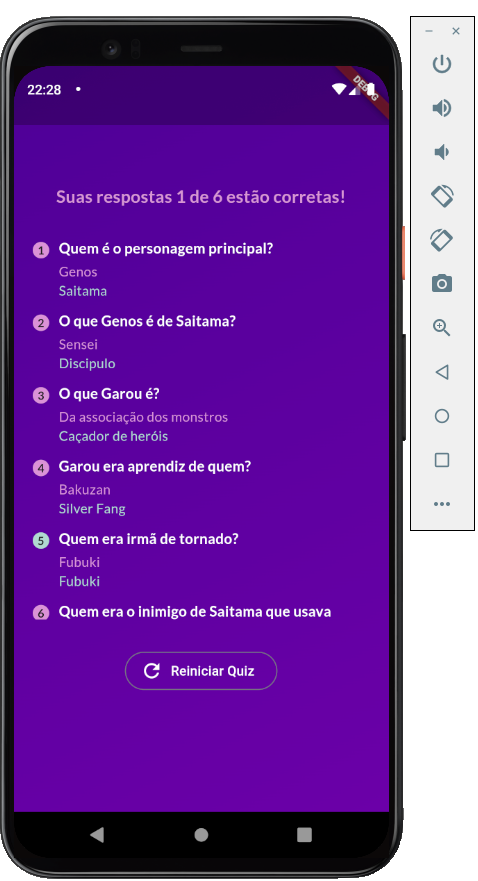 22:28
DEBUG
Suas respostas 1 de 6 estão corretas!
1 Quem é o personagem principal?
Genos
Saitama
2 O que Genos é de Saitama?
Sensei
Discipulo
3 O que Garou é?
Da associação dos monstros
Caçador de heróis
4 Garou era aprendiz de quem?
Bakuzan
Silver Fang
5 Quem era irmã de tornado?
Fubuki
Fubuki
6 Quem era o inimigo de Saitama que usava
Reiniciar Quiz